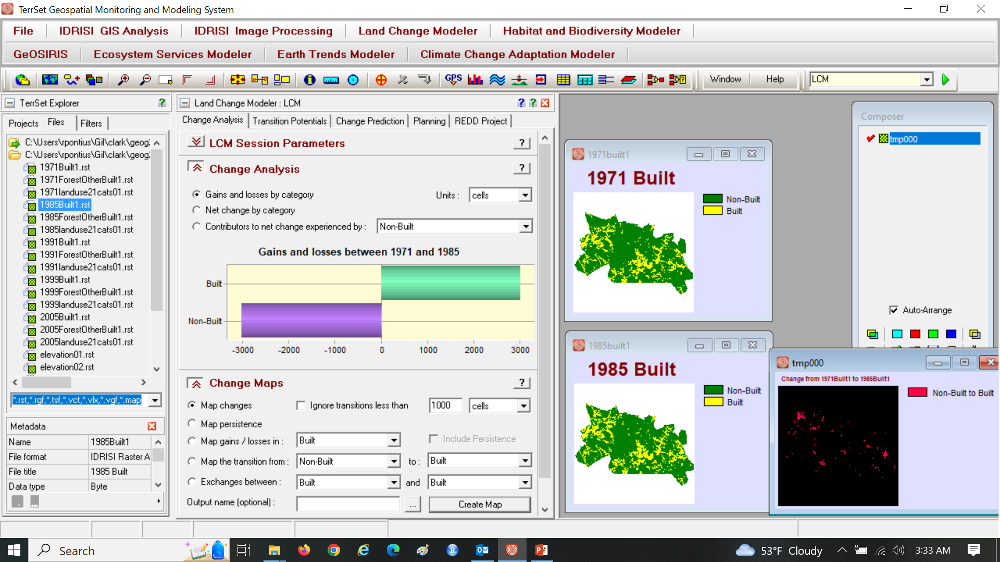 TerrSet Geospatial Monitoring and Modeling System
File IDRISI GIS Analysis IDRISI Image Processing Land Change Modeler Habitat and Biodiversity Modeler
GeOSIRIS Ecosystem Services Modeler Earth Trends Modeler Climate Change Adaptation Modeler
GPS Window Help LCM
TerrSet Explorer ?
Projects Files Filters
C:\Users\rpontius\Gil\clark\geog
C:\Users\rpontius\Gil\clark\geog
1971Built1.rst
1971ForestOtherBuilt1.rst
1971landuse21cats01.rst
1985Built1.rst
1985ForestOtherBuilt1.rst
1985landuse21cats01.rst
1991Built1.rst
1991ForestOtherBuilt1.rst
1991landuse21cats01.rst
1999Built1.rst
1999ForestOtherBuilt1.rst
1999landuse21cats01.rst
2005Built1.rst
2005ForestOtherBuilt1.rst
2005landuse21cats01.rst
elevation01.rst
elevation02.rst
*.rst,*.rgf,*.tsf,*.vct,*.vlx,*.vgf,*.map
Metadata
Name 1985Built1
File format IDRISI Raster A
File title 1985 Built
Data type Byte
Land Change Modeler : LCM ? ?
Change Analysis Transition Potentials Change Prediction Planning REDD Project
LCM Session Parameters ?
Change Analysis ?
Gains and losses by category Units : cells
Net change by category
Contributors to net change experienced by : Non-Built
Gains and losses between 1971 and 1985
Built
Non-Built
-3000 -2000 -1000 0 1000 2000 3000
Change Maps ?
Map changes Ignore transitions less than 1000 cells
Map persistence
Map gains / losses in : Built Include Persistence
Map the transition from : Non-Built to : Built
Exchanges between : Built and Built
Output name (optional) : ... Create Map
1971built1
1971 Built
Non-Built
Built
1985built1
1985 Built
Non-Built
Built
Composer
tmp000
Auto-Arrange
tmp000
Change from 1971Built1 to 1985Built1
Non-Built to Built
Search 53°F Cloudy 3:33 AM